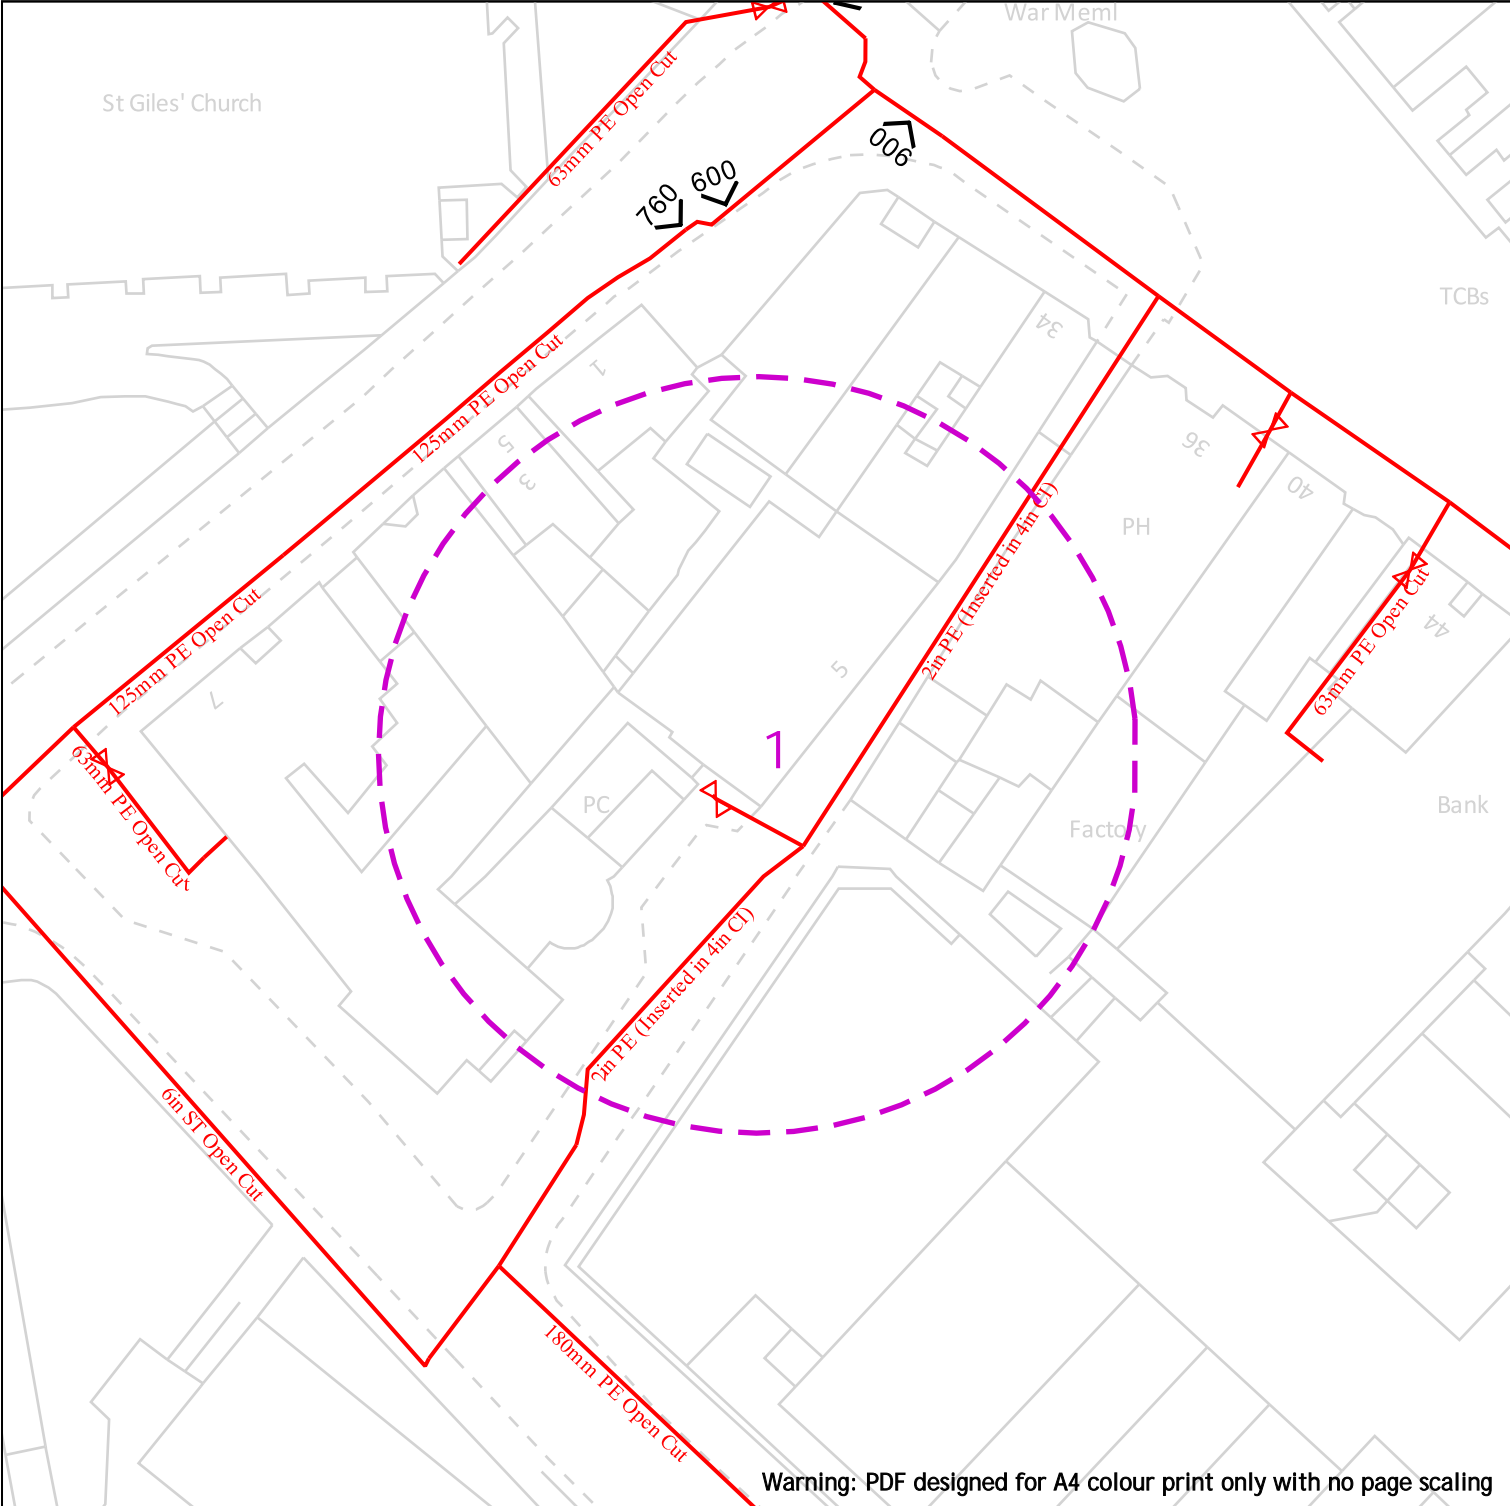 War Meml
St Giles' Church
63mm PE Open Cut
900
600
760
TCBs
34
125mm PE Open Cut
1
36
5
3
40
PH
2in PE (Inserted in 4in CI)
63mm PE Open Cut
44
125mm PE Open Cut
5
7
1
63mm PE Open Cut
PC
Factory
Bank
2in PE (Inserted in 4in CI)
6in ST Open Cut
180mm PE Open Cut
Warning: PDF designed for A4 colour print only with no page scaling